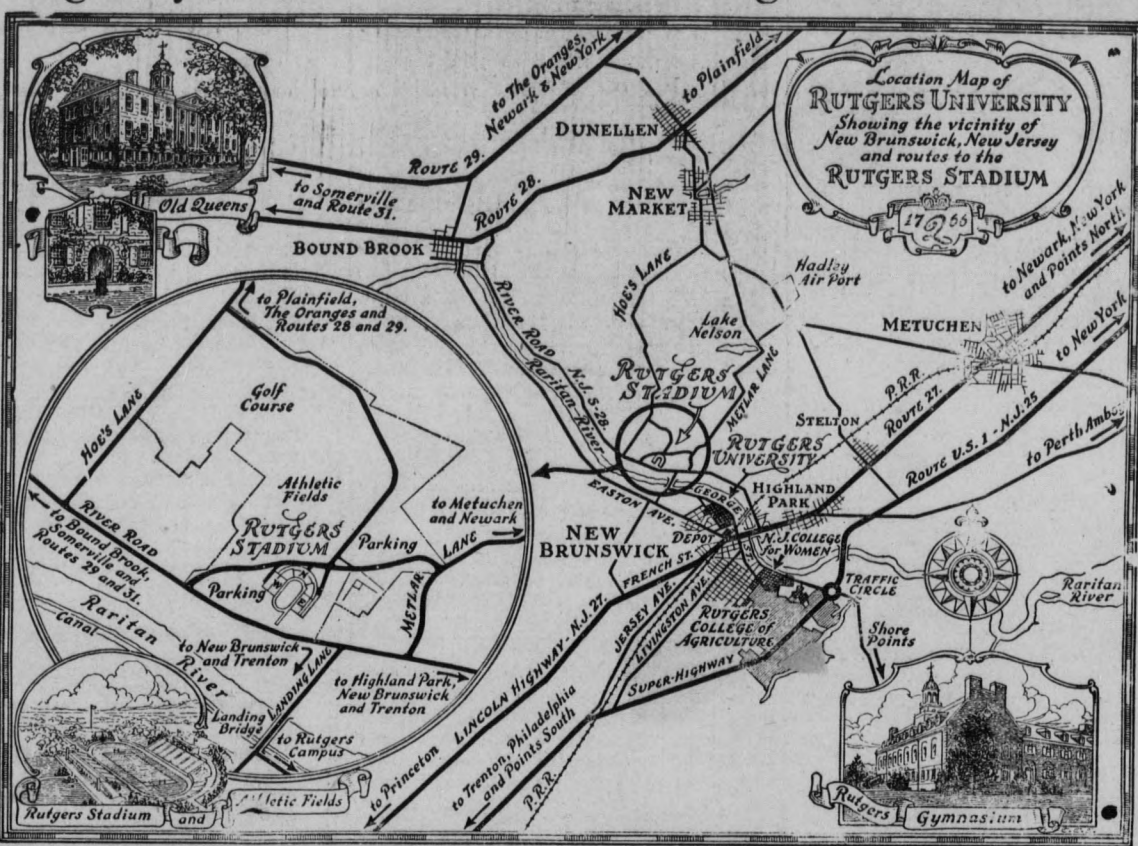 Location Map of
RUTGERS UNIVERSITY
Showing the vicinity of
New Brunswick, New Jersey
and routes to the
RUTGERS STADIUM
17 66
Old Queens
to The Oranges,
Newark & New York
to Plainfield
DUNELLEN
ROUTE 29.
to Somerville
and Route 31.
ROUTE 28.
NEW
MARKET
BOUND BROOK
to Newark, New York
and Points North
Hadley
Air Port
HOE'S LANE
RIVER ROAD
Raritan River
N.J. S-28.
Lake
Nelson
METUCHEN
to New York
RUTGERS
STADIUM
METLAR LANE
P.R.R.
ROUTE 27.
STELTON
ROUTE U.S. 1 - N.J. 25
to Perth Amboy
RUTGERS
UNIVERSITY
EASTON AVE.
GEORGE
ST.
HIGHLAND
PARK
NEW
BRUNSWICK
DEPOT
N.J. COLLEGE
for WOMEN
FRENCH ST.
TRAFFIC
CIRCLE
Raritan
River
LINCOLN HIGHWAY - N.J. 27.
JERSEY AVE.
LIVINGSTON AVE.
RUTGERS
COLLEGE of
AGRICULTURE
Shore
Points
SUPER-HIGHWAY
to Princeton
to Trenton, Philadelphia
and Points South
P.R.R.
to Plainfield,
The Oranges and
Routes 28 and 29.
Golf
Course
HOE'S LANE
Athletic
Fields
RUTGERS
STADIUM
Parking
to Metuchen
and Newark
RIVER ROAD
to Bound Brook,
Somerville and
Routes 29 and 31.
Parking
METLAR
LANE
Raritan
River
Canal
to New Brunswick
and Trenton
LANDING LANE
to Highland Park,
New Brunswick
and Trenton
Landing
Bridge
to Rutgers
Campus
Rutgers Stadium
and
Athletic Fields
Rutgers
Gymnasium